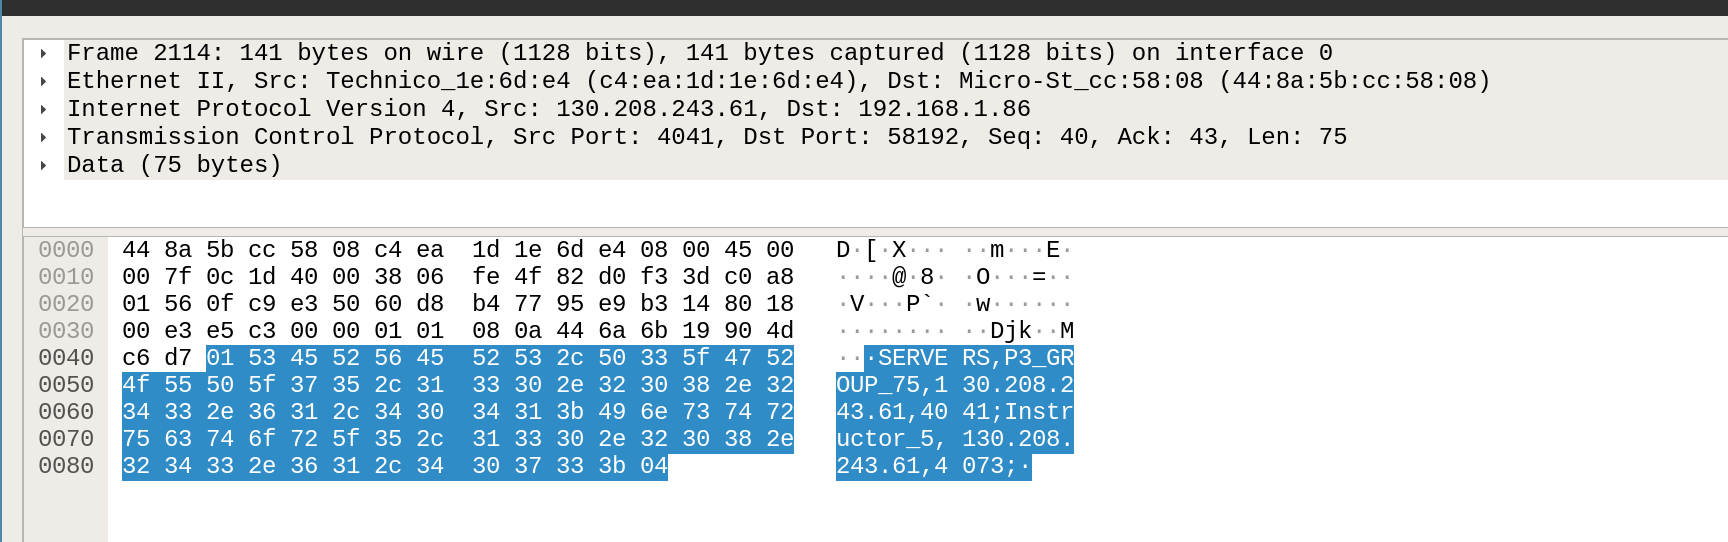 Frame 2114: 141 bytes on wire (1128 bits), 141 bytes captured (1128 bits) on interface 0
Ethernet II, Src: Technico_1e:6d:e4 (c4:ea:1d:1e:6d:e4), Dst: Micro-St_cc:58:08 (44:8a:5b:cc:58:08)
Internet Protocol Version 4, Src: 130.208.243.61, Dst: 192.168.1.86
Transmission Control Protocol, Src Port: 4041, Dst Port: 58192, Seq: 40, Ack: 43, Len: 75
Data (75 bytes)
0000 44 8a 5b cc 58 08 c4 ea 1d 1e 6d e4 08 00 45 00 D·[·X··· ··m···E·
0010 00 7f 0c 1d 40 00 38 06 fe 4f 82 d0 f3 3d c0 a8 ····@·8· ·O···=··
0020 01 56 0f c9 e3 50 60 d8 b4 77 95 e9 b3 14 80 18 ·V···P`· ·w······
0030 00 e3 e5 c3 00 00 01 01 08 0a 44 6a 6b 19 90 4d ········ ··Djk··M
0040 c6 d7 01 53 45 52 56 45 52 53 2c 50 33 5f 47 52 ···SERVE RS,P3_GR
0050 4f 55 50 5f 37 35 2c 31 33 30 2e 32 30 38 2e 32 OUP_75,1 30.208.2
0060 34 33 2e 36 31 2c 34 30 34 31 3b 49 6e 73 74 72 43.61,40 41;Instr
0070 75 63 74 6f 72 5f 35 2c 31 33 30 2e 32 30 38 2e uctor_5, 130.208.
0080 32 34 33 2e 36 31 2c 34 30 37 33 3b 04 243.61,4 073;·